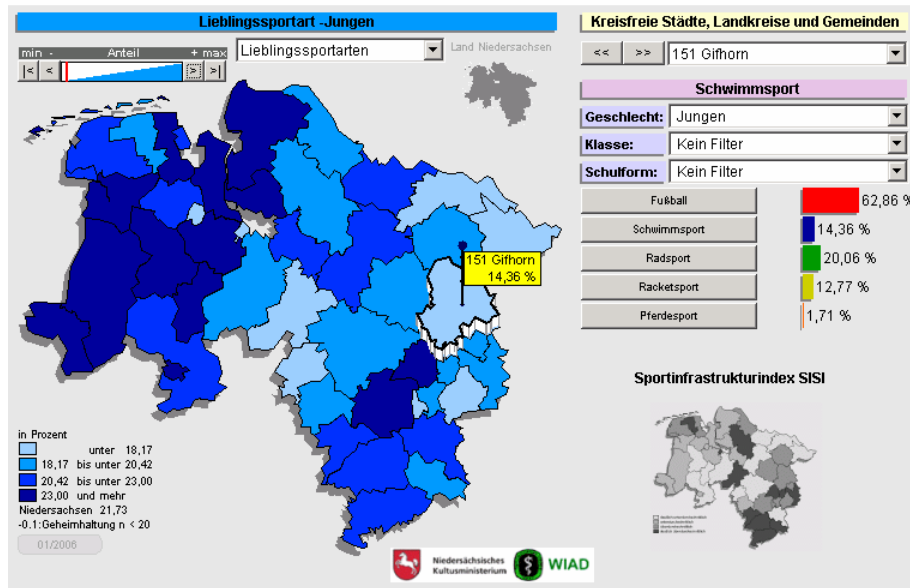 Lieblingssportart -Jungen
min - Anteil + max
|< < > >|
Lieblingssportarten
Land Niedersachsen
151 Gifhorn
14,36 %
in Prozent
unter 18,17
18,17 bis unter 20,42
20,42 bis unter 23,00
23,00 und mehr
Niedersachsen 21,73
-0.1:Geheimhaltung n < 20
01/2006
Kreisfreie Städte, Landkreise und Gemeinden
<< >> 151 Gifhorn
Schwimmsport
Geschlecht: Jungen
Klasse: Kein Filter
Schulform: Kein Filter
Fußball 62,86 %
Schwimmsport 14,36 %
Radsport 20,06 %
Racketsport 12,77 %
Pferdesport 1,71 %
Sportinfrastrukturindex SISI
Niedersächsisches
Kultusministerium
WIAD